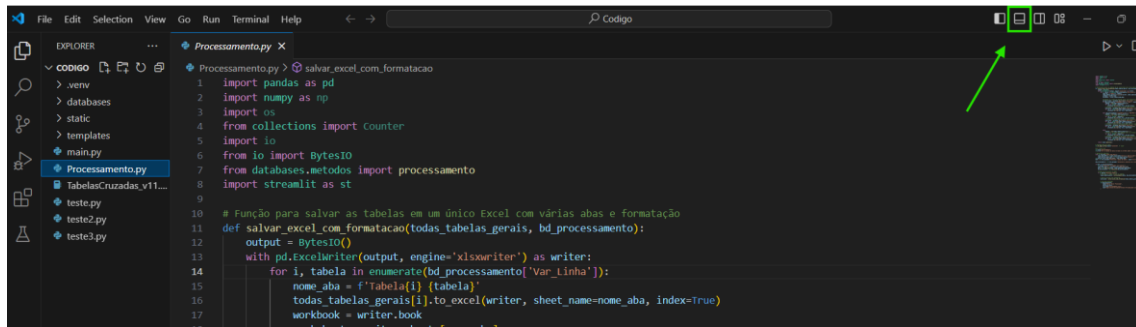 File Edit Selection View Go Run Terminal Help
Codigo
EXPLORER
Processamento.py
CODIGO
.venv
databases
static
templates
main.py
Processamento.py
TabelasCruzadas_v11....
teste.py
teste2.py
teste3.py
Processamento.py > salvar_excel_com_formatacao
1 import pandas as pd
2 import numpy as np
3 import os
4 from collections import Counter
5 import io
6 from io import BytesIO
7 from databases.metodos import processamento
8 import streamlit as st
9
10 # Função para salvar as tabelas em um único Excel com várias abas e formatação
11 def salvar_excel_com_formatacao(todas_tabelas_gerais, bd_processamento):
12 output = BytesIO()
13 with pd.ExcelWriter(output, engine='xlsxwriter') as writer:
14 for i, tabela in enumerate(bd_processamento['Var_Linha']):
15 nome_aba = f'Tabela{i} {tabela}'
16 todas_tabelas_gerais[i].to_excel(writer, sheet_name=nome_aba, index=True)
17 workbook = writer.book